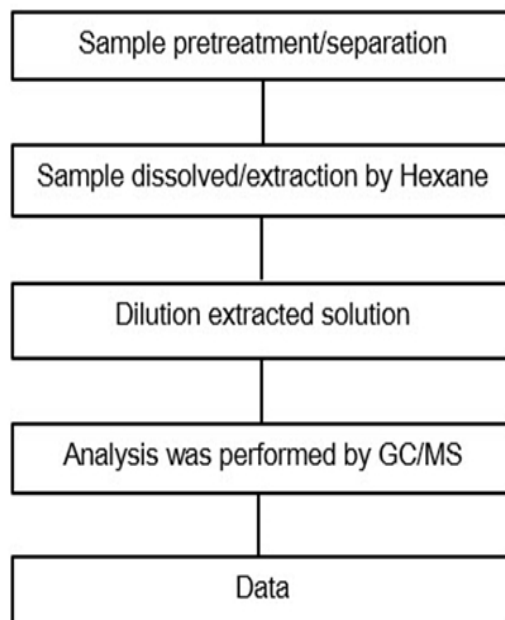 Sample pretreatment/separation
Sample dissolved/extraction by Hexane
Dilution extracted solution
Analysis was performed by GC/MS
Data